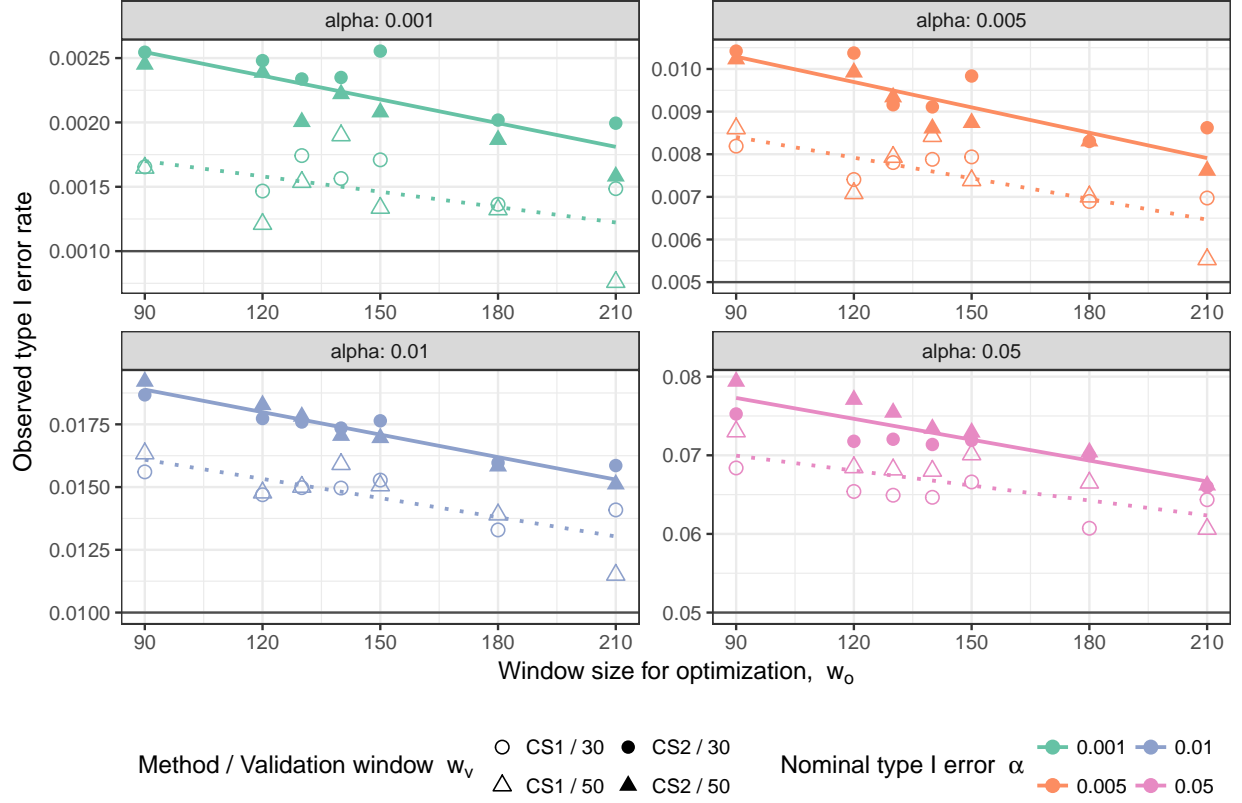 alpha: 0.001
alpha: 0.005
0.0025
0.0020
0.0015
0.0010
0.010
0.009
0.008
0.007
0.006
0.005
90 120 150 180 210
90 120 150 180 210
alpha: 0.01
alpha: 0.05
0.0175
0.0150
0.0125
0.0100
0.08
0.07
0.06
0.05
90 120 150 180 210
90 120 150 180 210
Observed type I error rate
Window size for optimization, wₒ
Method / Validation window wᵥ
CS1 / 30
CS2 / 30
CS1 / 50
CS2 / 50
Nominal type I error α
0.001
0.01
0.005
0.05